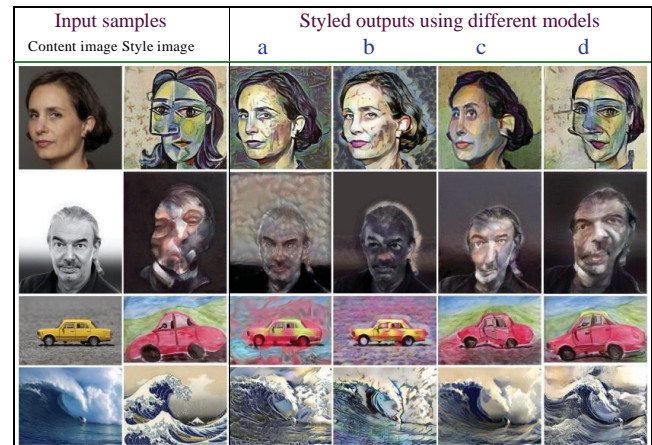 Input samples
Styled outputs using different models
Content image Style image
a b c d